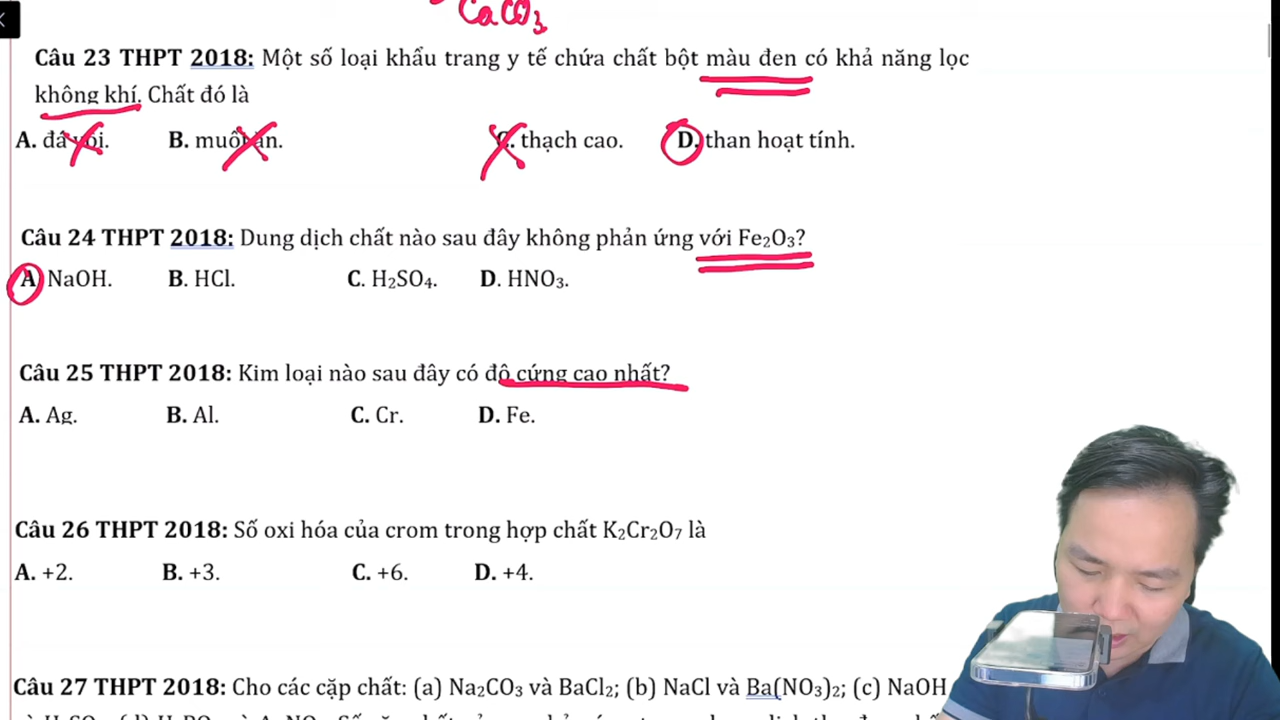 CaCO₃
Câu 23 THPT 2018: Một số loại khẩu trang y tế chứa chất bột màu đen có khả năng lọc
không khí. Chất đó là
A. đá vôi. B. muối ăn. C. thạch cao. D. than hoạt tính.
Câu 24 THPT 2018: Dung dịch chất nào sau đây không phản ứng với Fe₂O₃?
A. NaOH. B. HCl. C. H₂SO₄. D. HNO₃.
Câu 25 THPT 2018: Kim loại nào sau đây có độ cứng cao nhất?
A. Ag. B. Al. C. Cr. D. Fe.
Câu 26 THPT 2018: Số oxi hóa của crom trong hợp chất K₂Cr₂O₇ là
A. +2. B. +3. C. +6. D. +4.
Câu 27 THPT 2018: Cho các cặp chất: (a) Na₂CO₃ và BaCl₂; (b) NaCl và Ba(NO₃)₂; (c) NaOH